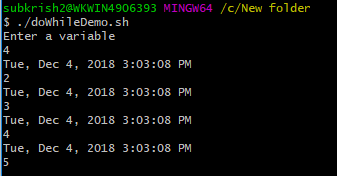 subkrish2@WKWIN4906393 MINGW64 /c/New folder
$ ./doWhileDemo.sh
Enter a variable
4
Tue, Dec 4, 2018 3:03:08 PM
2
Tue, Dec 4, 2018 3:03:08 PM
3
Tue, Dec 4, 2018 3:03:08 PM
4
Tue, Dec 4, 2018 3:03:08 PM
5